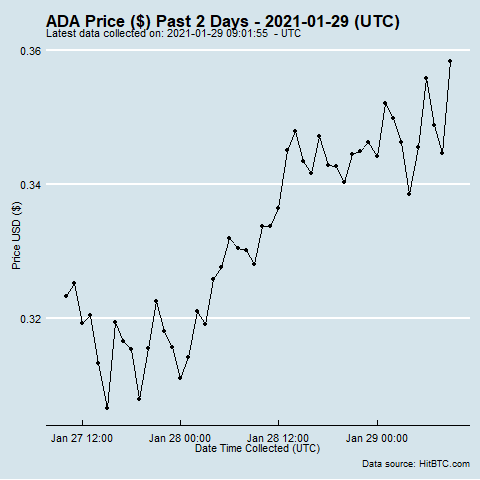 ADA Price ($) Past 2 Days - 2021-01-29 (UTC)
Latest data collected on: 2021-01-29 09:01:55 - UTC
0.36
0.34
0.32
Price USD ($)
Jan 27 12:00 Jan 28 00:00 Jan 28 12:00 Jan 29 00:00
Date Time Collected (UTC)
Data source: HitBTC.com